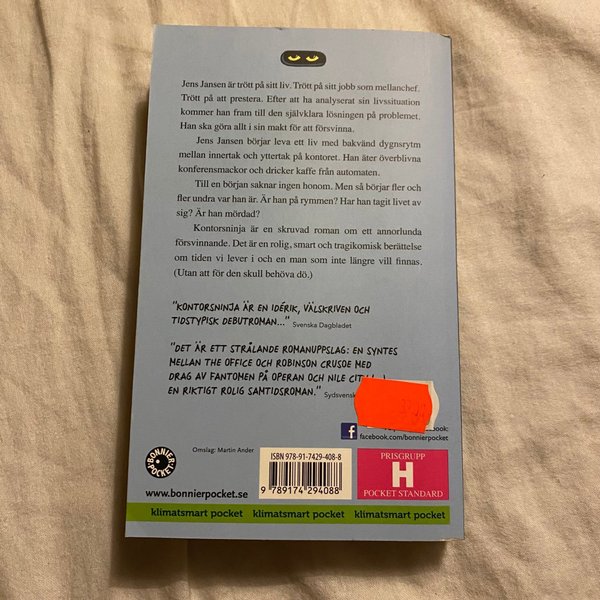 Jens Jansen är trött på sitt liv. Trött på sitt jobb som mellanchef.
Trött på att prestera. Efter att ha analyserat sin livssituation
kommer han fram till den självklara lösningen på problemet.
Han ska göra allt i sin makt för att försvinna.
Jens Jansen börjar leva ett liv med bakvänd dygnsrytm
mellan innertak och yttertak på kontoret. Han äter överblivna
konferensmackor och dricker kaffe från automaten.
Till en början saknar ingen honom. Men så börjar fler och
fler undra var han är. Är han på rymmen? Har han tagit livet av
sig? Är han mördad?
Kontorsninja är en skruvad roman om ett annorlunda
försvinnande. Det är en rolig, smart och tragikomisk berättelse
om tiden vi lever i och en man som inte längre vill finnas.
(Utan att för den skull behöva dö.)
"KONTORSNINJA ÄR EN IDÉRIK, VÄLSKRIVEN OCH
TIDSTYPISK DEBUTROMAN..." Svenska Dagbladet
"DET ÄR ETT STRÅLANDE ROMANUPPSLAG: EN SYNTES
MELLAN THE OFFICE OCH ROBINSON CRUSOE MED
DRAG AV FANTOMEN PÅ OPERAN OCH NILE CIT
EN RIKTIGT ROLIG SAMTIDSROMAN." Sydsvensk
facebook.com/bonnierpocket
Omslag: Martin Ander
ISBN 978-91-7429-408-8
9 789174 294088
PRISGRUPP
H
POCKET STANDARD
BONNIER POCKET
www.bonnierpocket.se
klimatsmart pocket klimatsmart pocket klimatsmart pocket